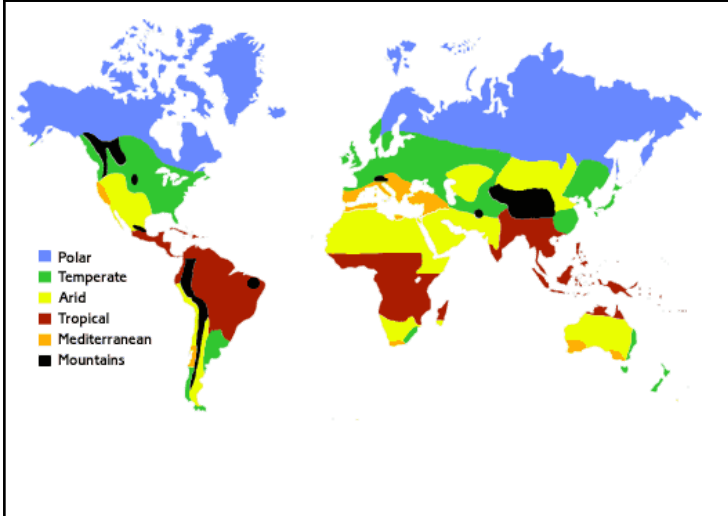 Polar
Temperate
Arid
Tropical
Mediterranean
Mountains